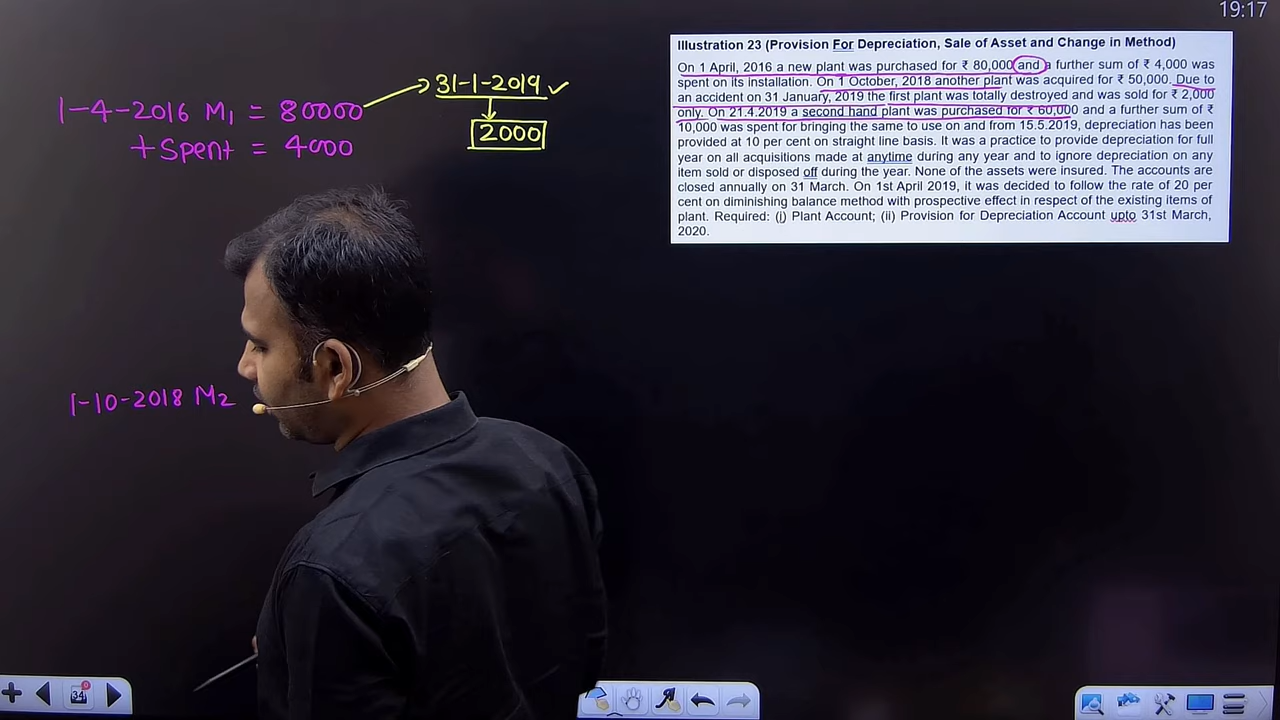 19:17
Illustration 23 (Provision For Depreciation, Sale of Asset and Change in Method)
On 1 April, 2016 a new plant was purchased for ₹ 80,000 and a further sum of ₹ 4,000 was
spent on its installation. On 1 October, 2018 another plant was acquired for ₹ 50,000. Due to
an accident on 31 January, 2019 the first plant was totally destroyed and was sold for ₹ 2,000
only. On 21.4.2019 a second hand plant was purchased for ₹ 60,000 and a further sum of ₹
10,000 was spent for bringing the same to use on and from 15.5.2019, depreciation has been
provided at 10 per cent on straight line basis. It was a practice to provide depreciation for full
year on all acquisitions made at anytime during any year and to ignore depreciation on any
item sold or disposed off during the year. None of the assets were insured. The accounts are
closed annually on 31 March. On 1st April 2019, it was decided to follow the rate of 20 per
cent on diminishing balance method with prospective effect in respect of the existing items of
plant. Required: (i) Plant Account; (ii) Provision for Depreciation Account upto 31st March,
2020.
31-1-2019 ✓
1-4-2016 M1 = 80000
2000
+ Spent = 4000
1-10-2018 M2
34